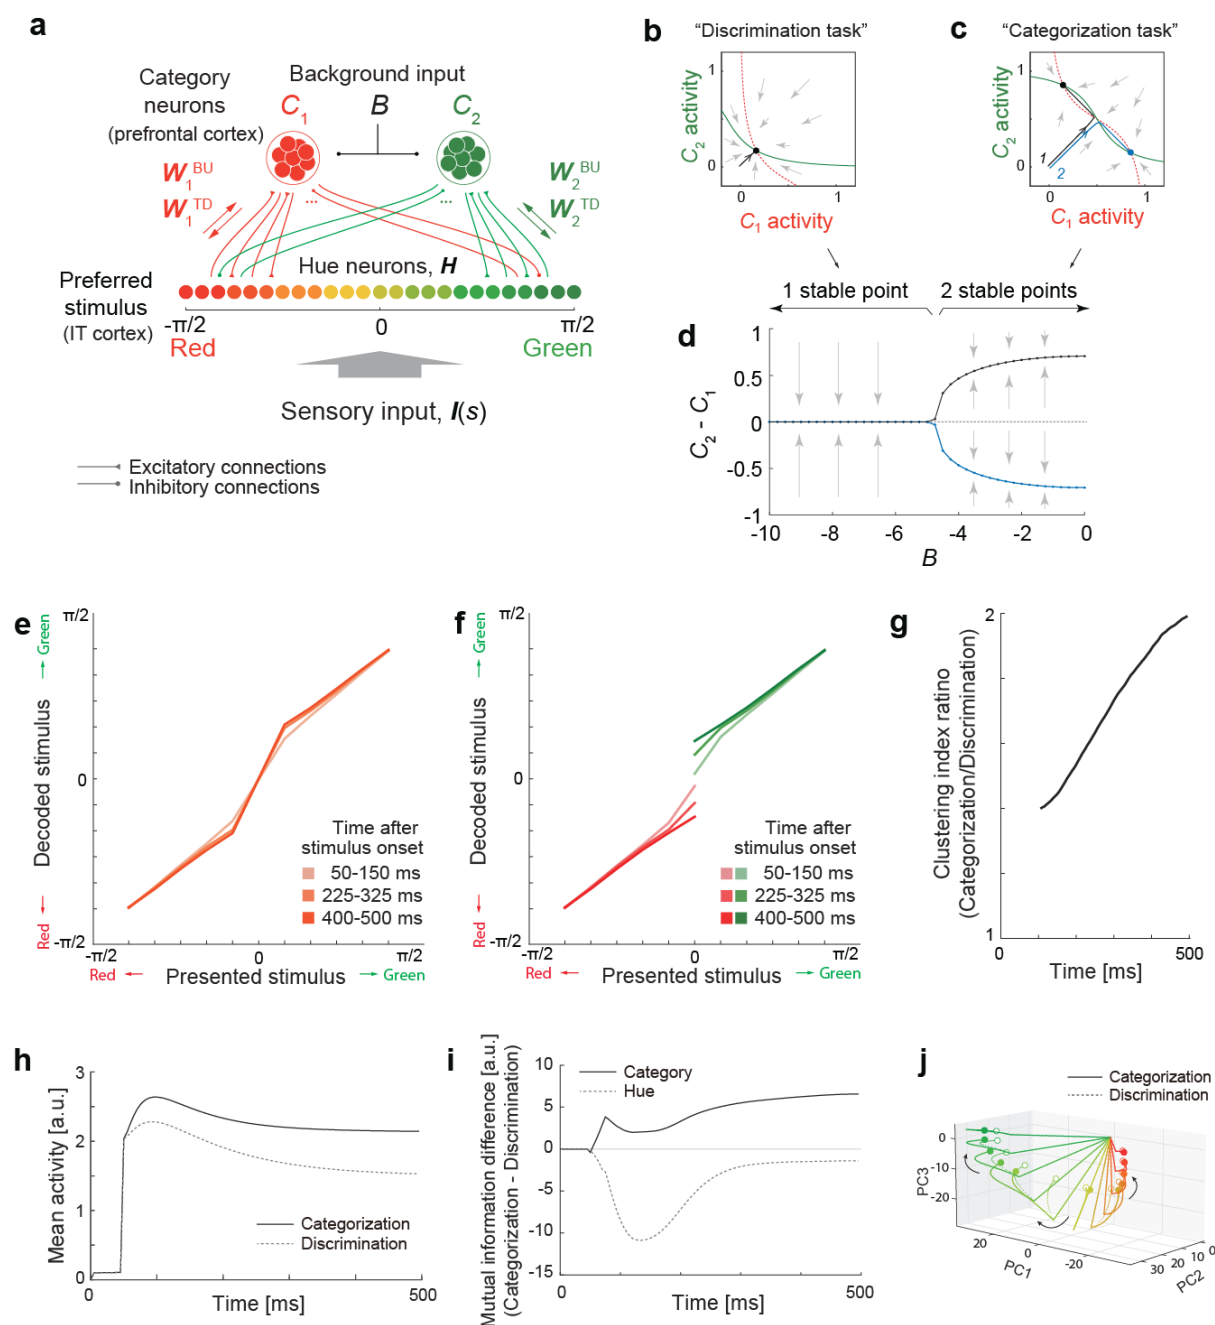 a
Category
neurons
(prefrontal cortex)
Background input
C1
B
C2
W1 BU
W1 TD
W2 BU
W2 TD
...
...
Hue neurons, H
Preferred
stimulus
(IT cortex)
-π/2
0
π/2
Red
Green
Sensory input, I(s)
Excitatory connections
Inhibitory connections
b
"Discrimination task"
C2 activity
1
0
0
1
C1 activity
c
"Categorization task"
C2 activity
1
0
1
2
0
1
C1 activity
1 stable point
2 stable points
d
C2 - C1
1
0.5
0
-0.5
-1
-10
-8
-6
-4
-2
0
B
e
π/2
0
-π/2
Red
Decoded stimulus
Green
Time after
stimulus onset
50-150 ms
225-325 ms
400-500 ms
-π/2
0
π/2
Red
Presented stimulus
Green
f
π/2
0
-π/2
Red
Decoded stimulus
Green
Time after
stimulus onset
50-150 ms
225-325 ms
400-500 ms
-π/2
0
π/2
Red
Presented stimulus
Green
g
Clustering index ratino
(Categorization/Discrimination)
2
1
0
500
Time [ms]
h
Mean activity [a.u.]
3
2
1
0
Categorization
Discrimination
0
500
Time [ms]
i
Mutual information difference [a.u.]
(Categorization - Discrimination)
10
5
0
-5
-10
-15
Category
Hue
0
500
Time [ms]
j
Categorization
Discrimination
PC3
0
-10
-20
20
0
-20
PC1
30
20
10
0
PC2